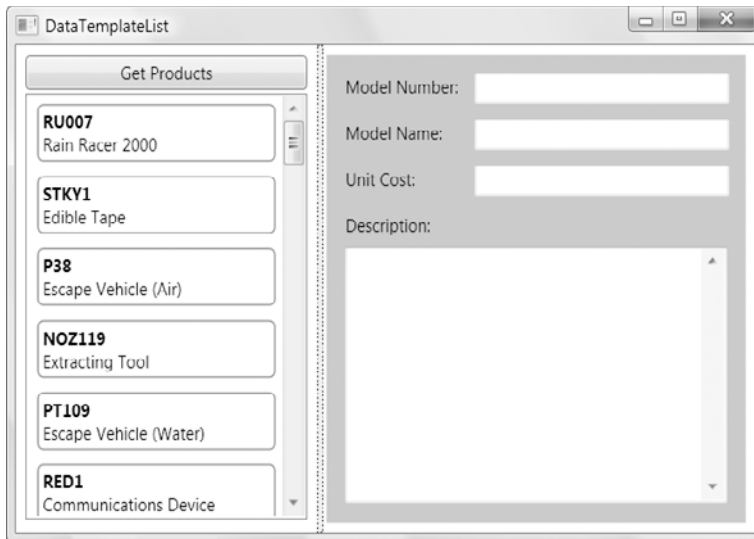 DataTemplateList
Get Products
RU007
Rain Racer 2000
STKY1
Edible Tape
P38
Escape Vehicle (Air)
NOZ119
Extracting Tool
PT109
Escape Vehicle (Water)
RED1
Communications Device
Model Number:
Model Name:
Unit Cost:
Description: